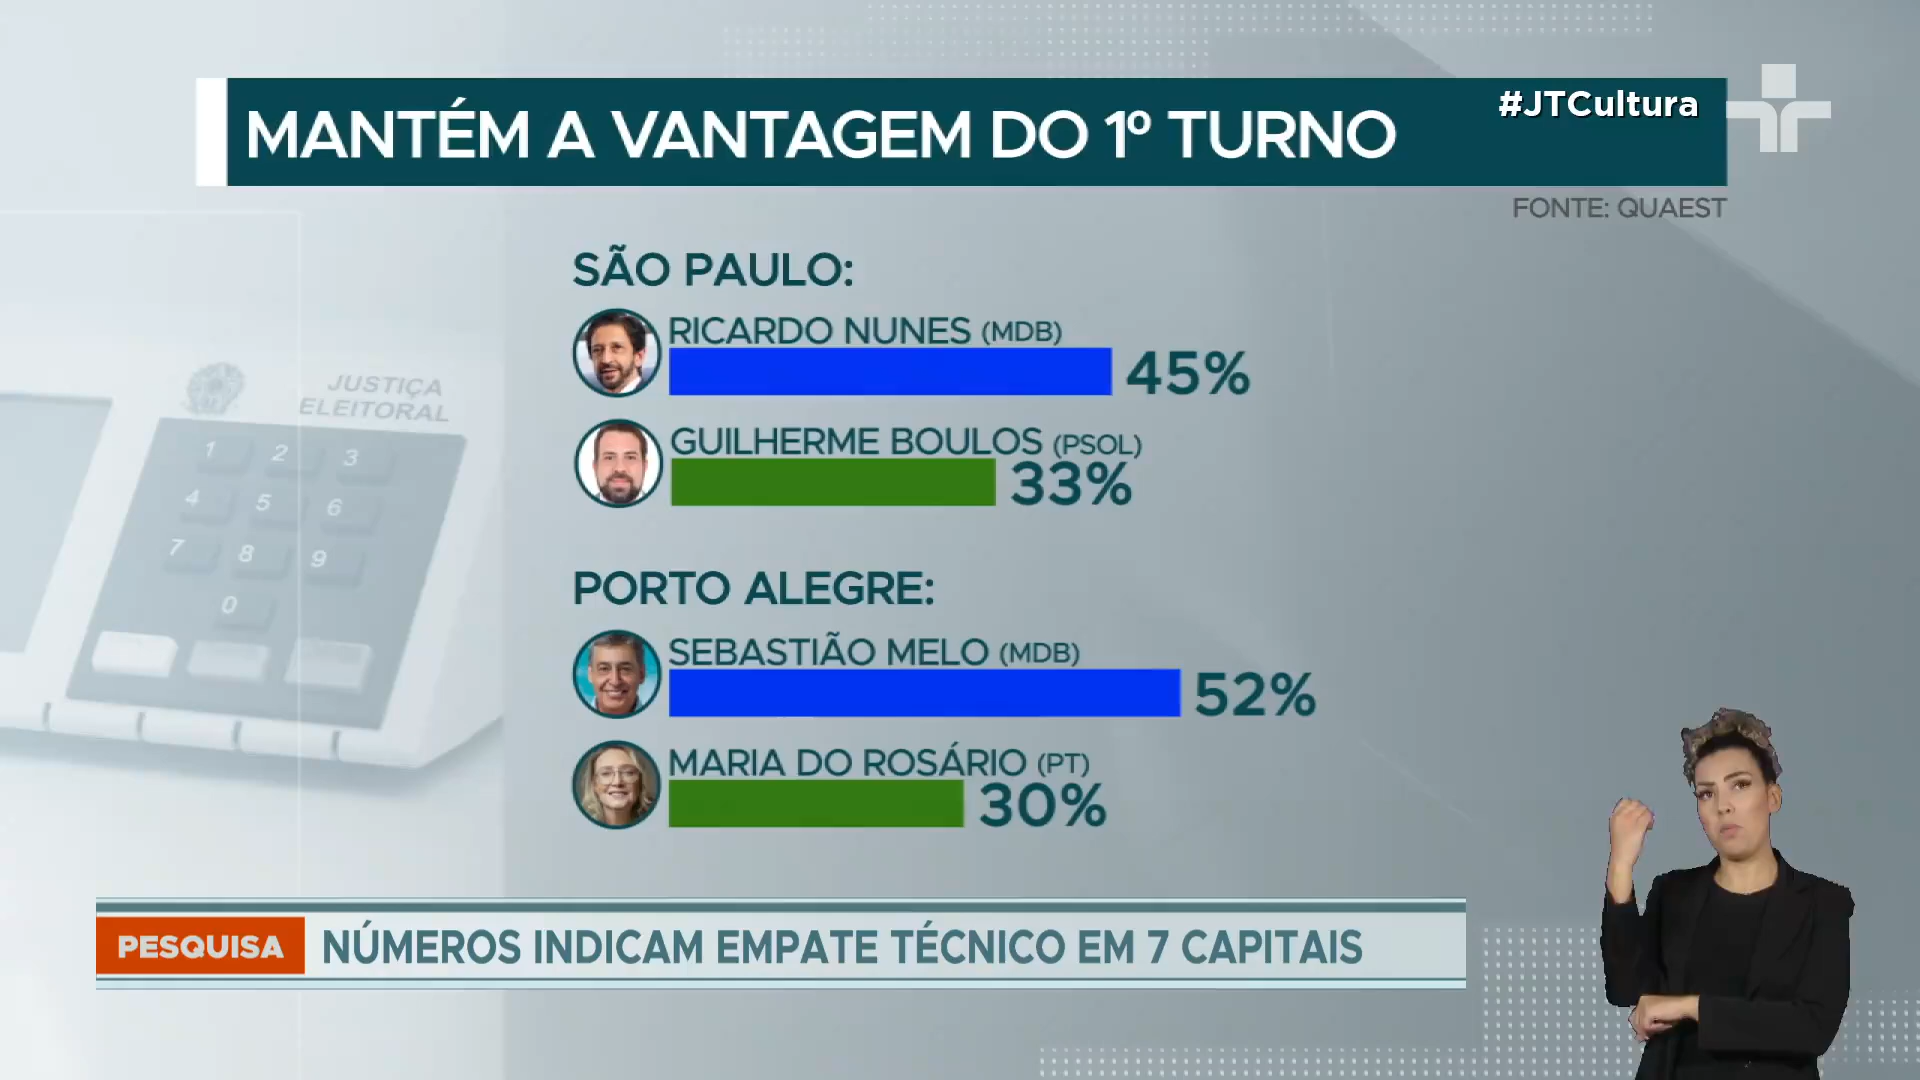 #JTCultura
MANTÉM A VANTAGEM DO 1º TURNO
FONTE: QUAEST
SÃO PAULO:
RICARDO NUNES (MDB)
45%
GUILHERME BOULOS (PSOL)
33%
PORTO ALEGRE:
SEBASTIÃO MELO (MDB)
52%
MARIA DO ROSÁRIO (PT)
30%
JUSTIÇA
ELEITORAL
1 2 3
4 5 6
7 8 9
0
PESQUISA NÚMEROS INDICAM EMPATE TÉCNICO EM 7 CAPITAIS